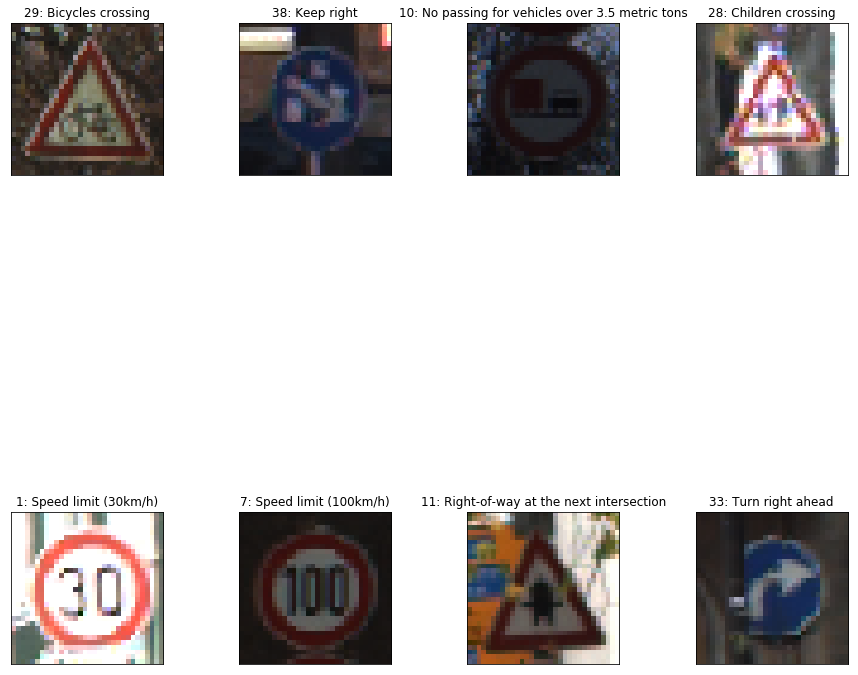 29: Bicycles crossing
38: Keep right
10: No passing for vehicles over 3.5 metric tons
28: Children crossing
1: Speed limit (30km/h)
7: Speed limit (100km/h)
11: Right-of-way at the next intersection
33: Turn right ahead
30
100